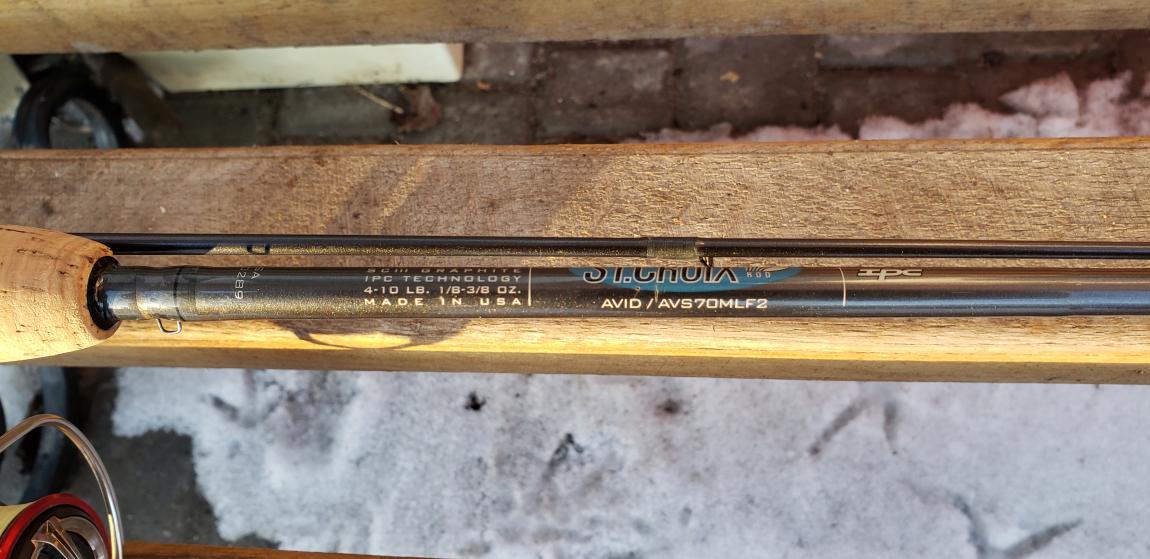 SCIII GRAPHITE
IPC TECHNOLOGY
4-10 LB. 1/8-3/8 OZ.
MADE IN USA
ST.CROIX ROD
AVID / AVS70MLF2
IPC